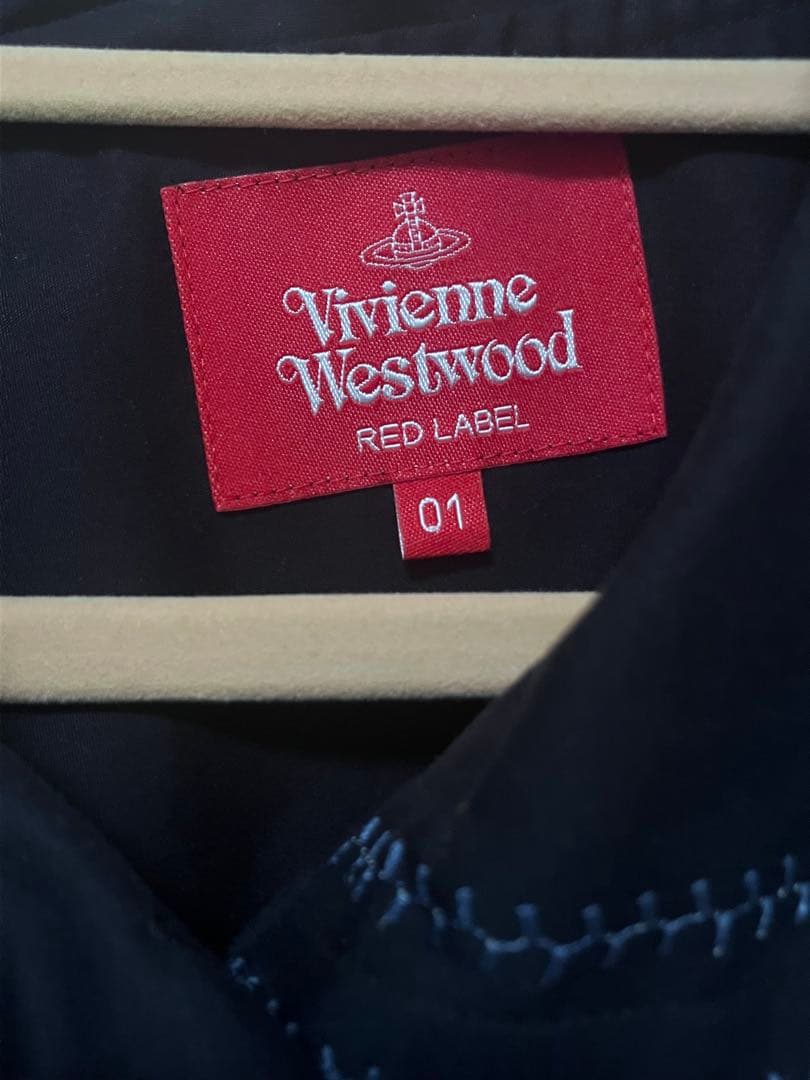 Vivienne
Westwood
RED LABEL
01